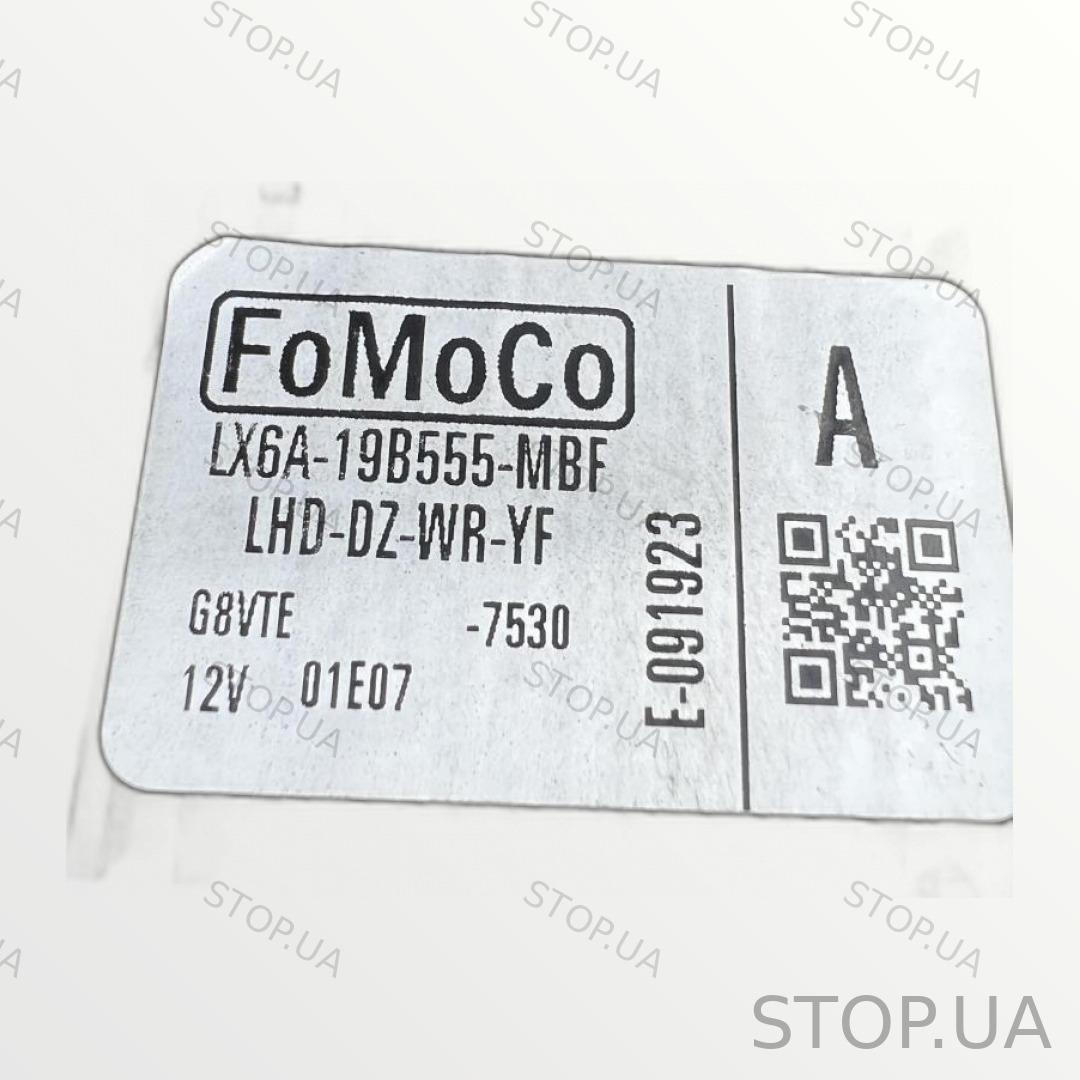 FoMoCo
LX6A-19B555-MBF
LHD-DZ-WR-YF
G8VTE -7530
12V 01E07
E-091923
A
STOP.UA